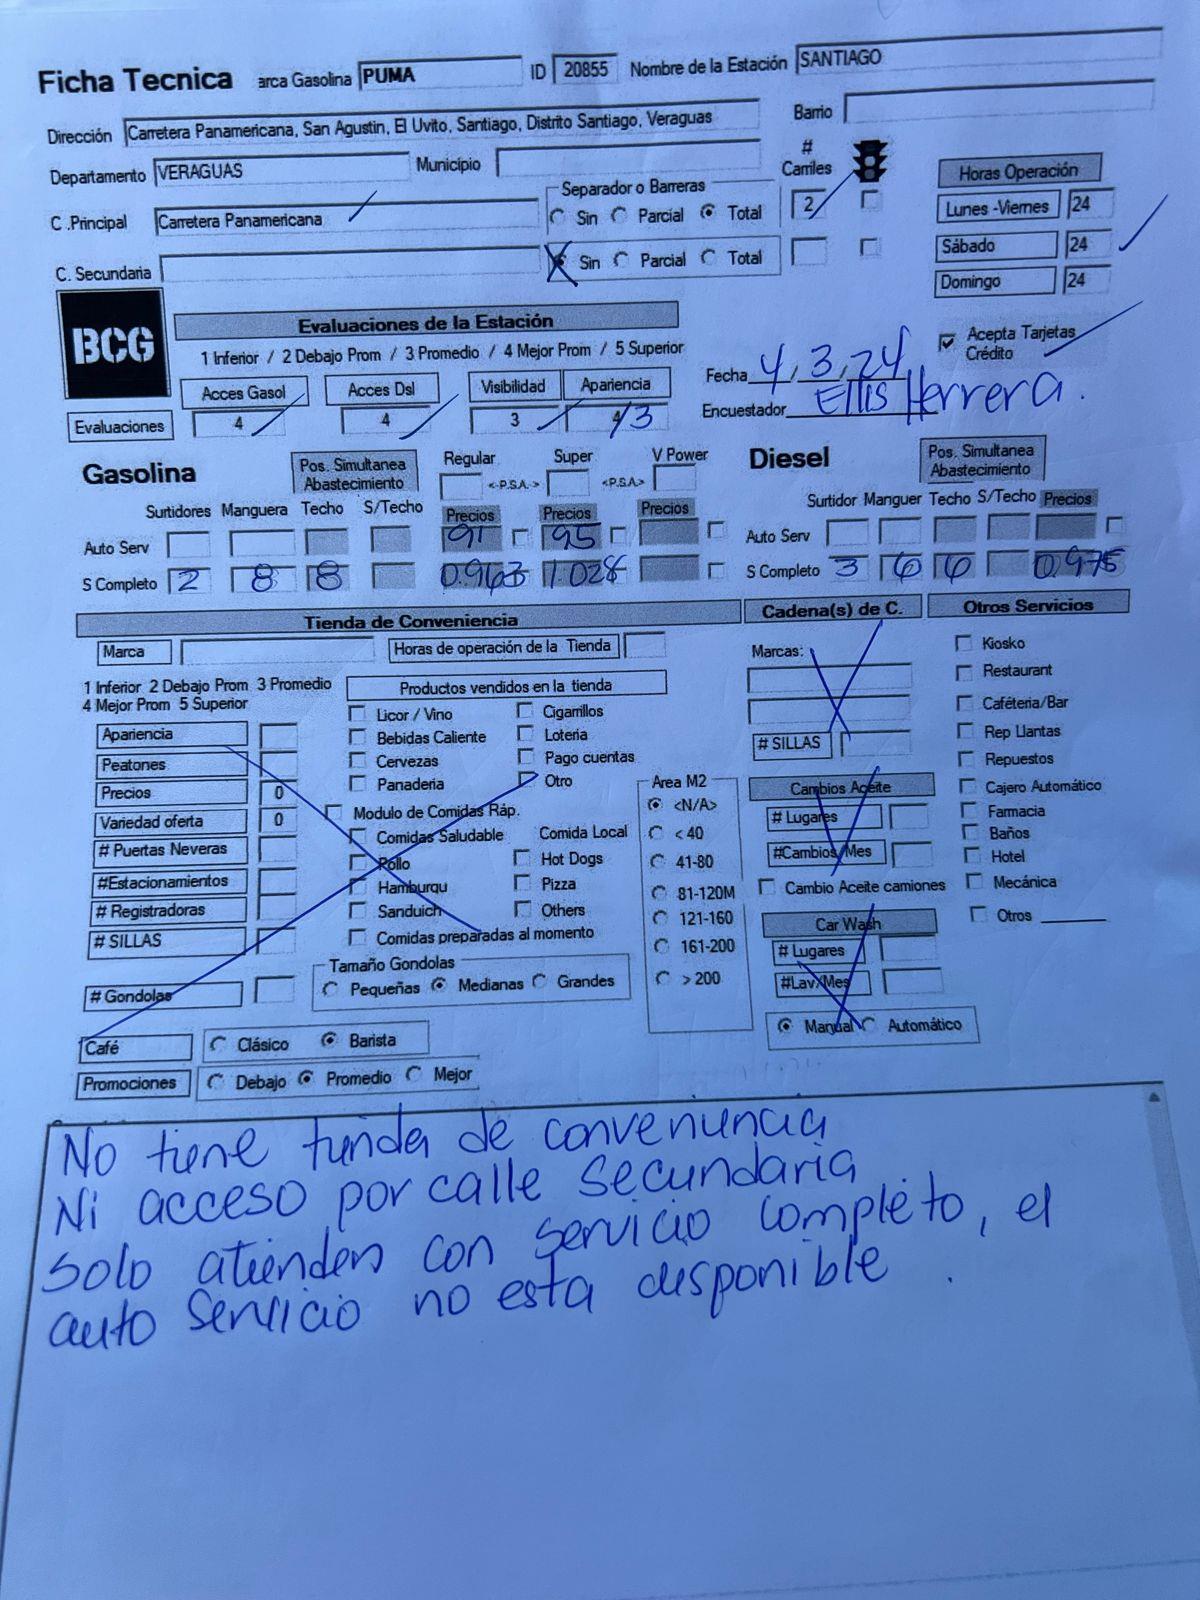 Ficha Tecnica arca Gasolina PUMA ID 20855 Nombre de la Estación SANTIAGO
Dirección Carretera Panamericana, San Agustin, El Uvito, Santiago, Distrito Santiago, Veraguas Barrio
Departamento VERAGUAS Municipio # Carriles
C .Principal Carretera Panamericana Separador o Barreras Sin Parcial Total 2
C. Secundaria Sin Parcial Total
Horas Operación
Lunes -Viernes 24
Sábado 24
Domingo 24
BCG
Evaluaciones de la Estación
1 Inferior / 2 Debajo Prom / 3 Promedio / 4 Mejor Prom / 5 Superior
Acces Gasol Acces Dsl Visibilidad Apariencia
Evaluaciones 4 4 3 4/3
Acepta Tarjetas Crédito
Fecha 4, 3, 24
Encuestador Ellis Herrera.
Gasolina Pos. Simultanea Abastecimiento Regular <-P.S.A.-> Super <-P.S.A.> V Power
Surtidores Manguera Techo S/Techo Precios Precios Precios
Auto Serv 91 95
S Completo 2 8 8 0.963 1.028
Diesel Pos. Simultanea Abastecimiento
Surtidor Manguer Techo S/Techo Precios
Auto Serv
S Completo 3 6 6 0.975
Tienda de Conveniencia
Marca Horas de operación de la Tienda
1 Inferior 2 Debajo Prom 3 Promedio
4 Mejor Prom 5 Superior
Apariencia
Peatones
Precios 0
Variedad oferta 0
# Puertas Neveras
#Estacionamientos
# Registradoras
# SILLAS
# Gondolas
Productos vendidos en la tienda
Licor / Vino Cigarrillos
Bebidas Caliente Loteria
Cervezas Pago cuentas
Panaderia Otro
Modulo de Comidas Ráp.
Comidas Saludable Comida Local
Pollo Hot Dogs
Hamburqu Pizza
Sanduich Others
Comidas preparadas al momento
Tamaño Gondolas
Pequeñas Medianas Grandes
Area M2
<N/A>
< 40
41-80
81-120M
121-160
161-200
> 200
Café Clásico Barista
Promociones Debajo Promedio Mejor
Cadena(s) de C.
Marcas:
# SILLAS
Cambios Aceite
# Lugares
#Cambios/Mes
Cambio Aceite camiones
Car Wash
# Lugares
#Lav/Mes
Manual Automático
Otros Servicios
Kiosko
Restaurant
Caféteria/Bar
Rep Llantas
Repuestos
Cajero Automático
Farmacia
Baños
Hotel
Mecánica
Otros
No tiene tienda de conveniencia
Ni acceso por calle secundaria
solo atienden con servicio completo, el
auto servicio no esta disponible.